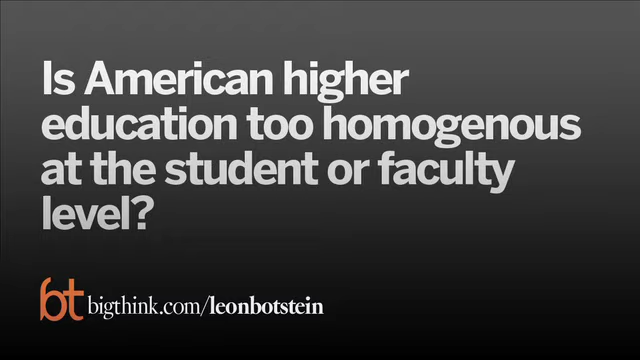 Is American higher
education too homogenous
at the student or faculty
level?
bt bigthink.com/leonbotstein